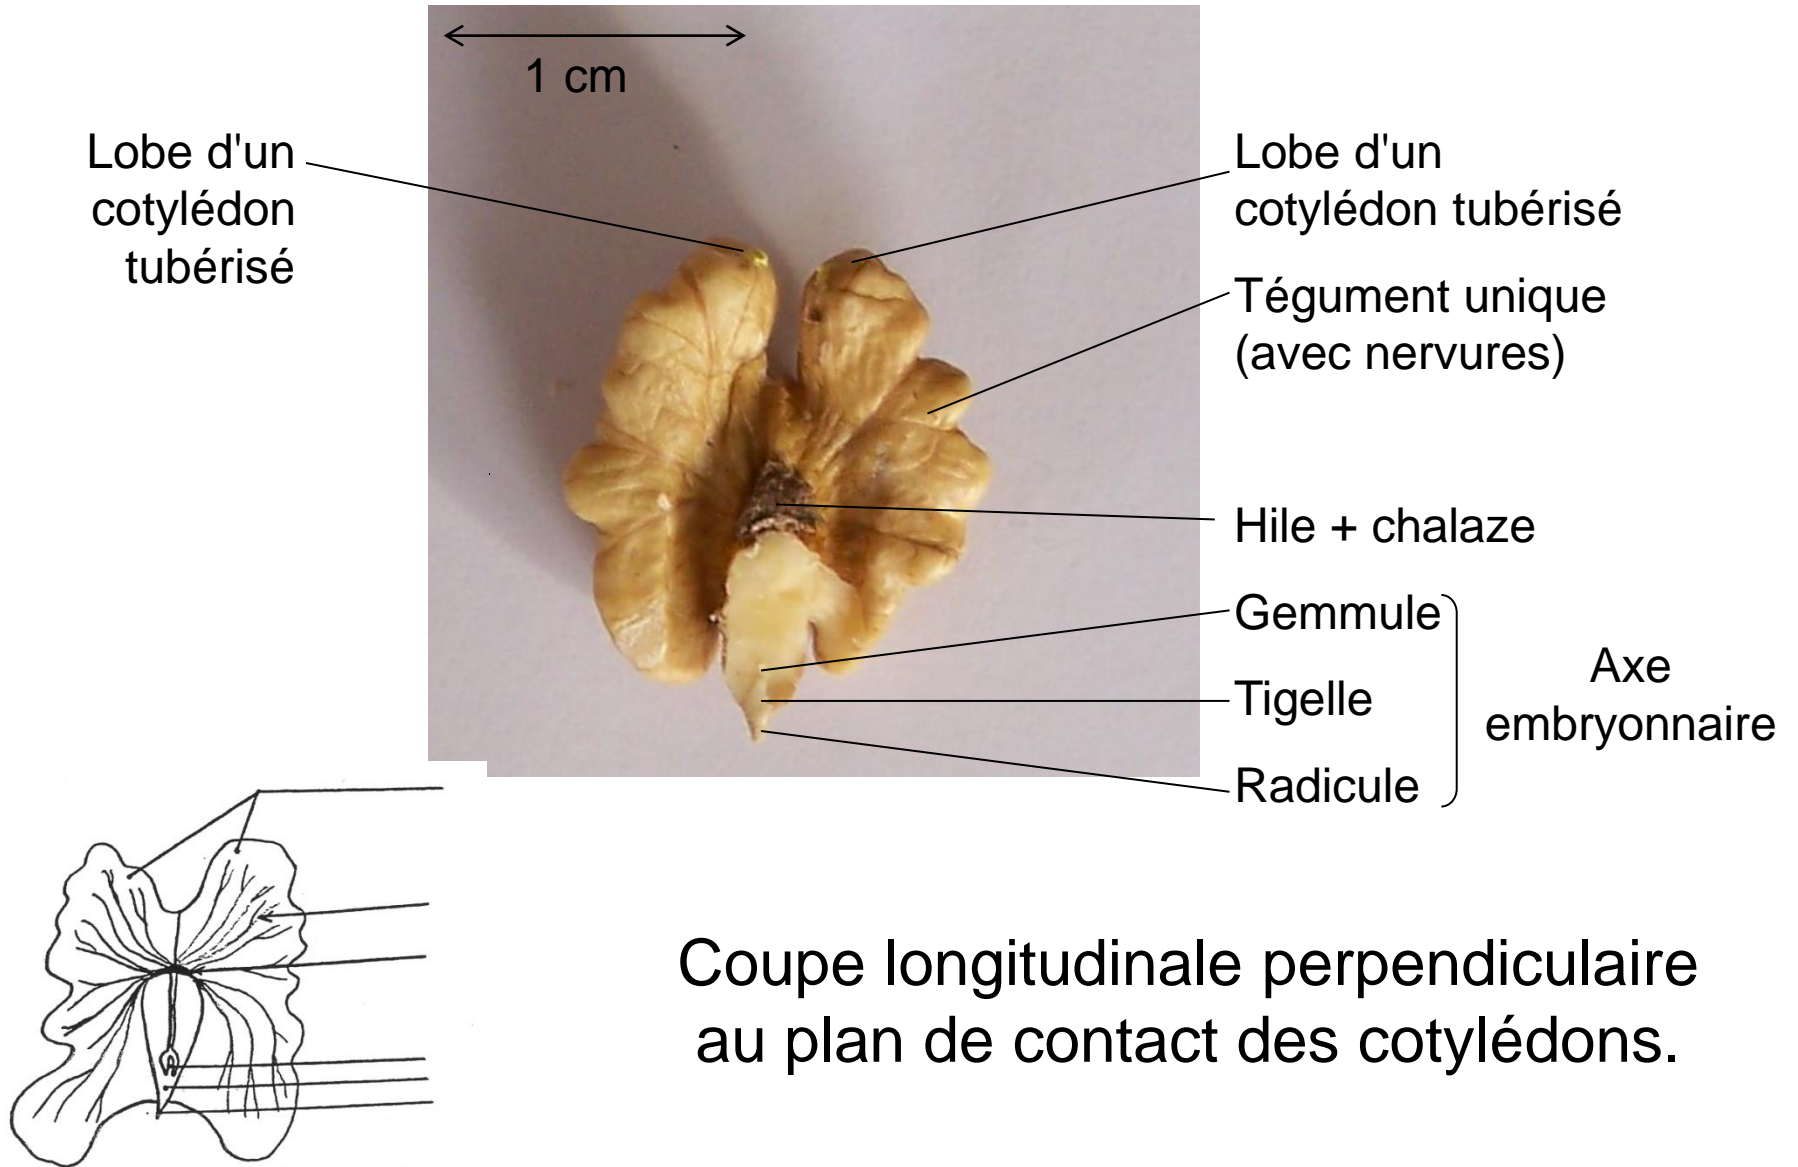 1 cm
Lobe d'un
cotylédon
tubérisé
Lobe d'un
cotylédon tubérisé
Tégument unique
(avec nervures)
Hile + chalaze
Gemmule
Tigelle
Radicule
Axe
embryonnaire
Coupe longitudinale perpendiculaire
au plan de contact des cotylédons.